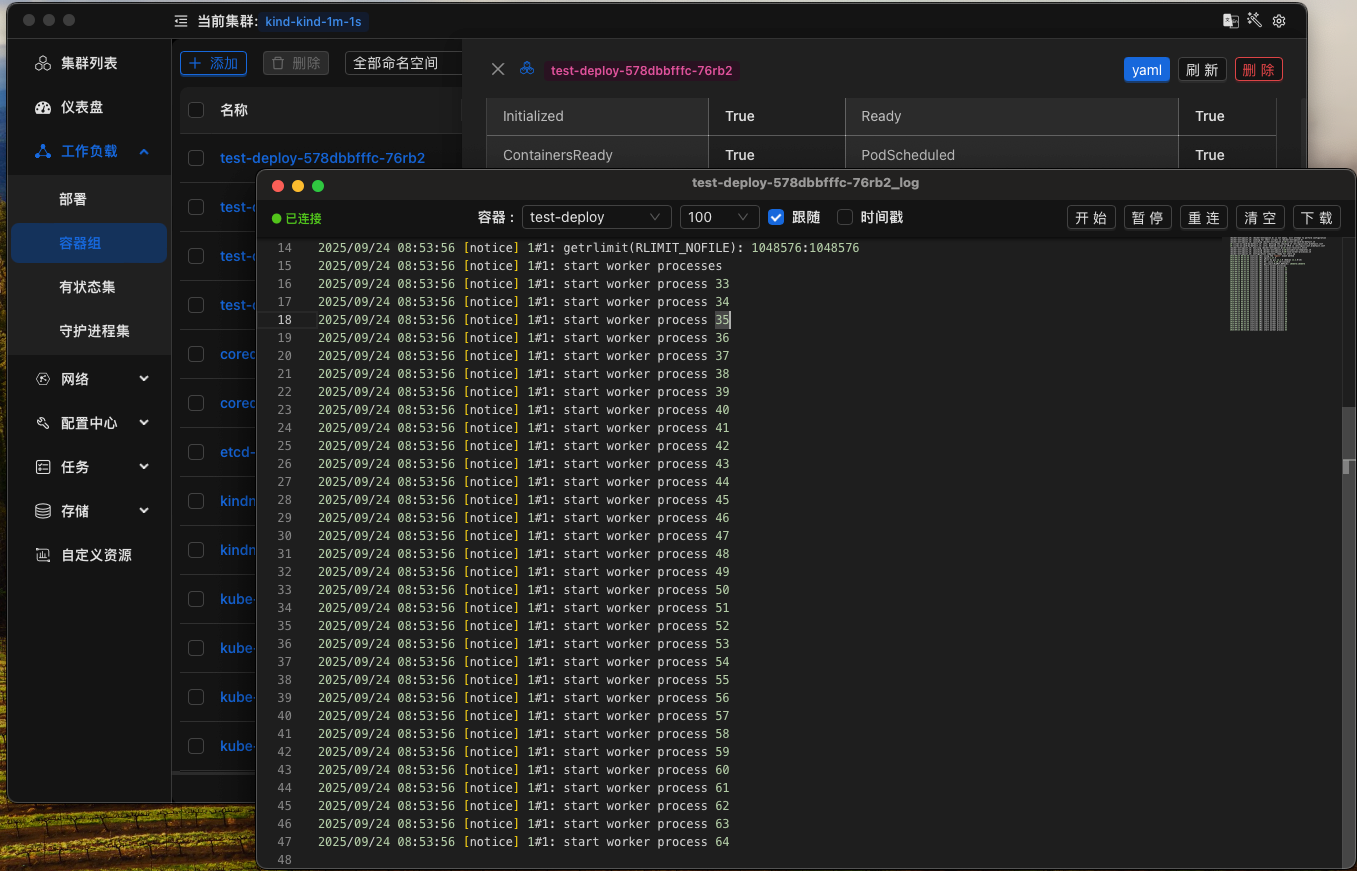 当前集群: kind-kind-1m-1s
集群列表
仪表盘
工作负载
部署
容器组
有状态集
守护进程集
网络
配置中心
任务
存储
自定义资源
添加
删除
全部命名空间
名称
test-deploy-578dbbfffc-76rb2
test-
test-
test-
cored
cored
etcd-
kindn
kindn
kube-
kube-
kube-
kube-
test-deploy-578dbbfffc-76rb2
yaml
刷 新
删 除
Initialized True Ready True
ContainersReady True PodScheduled True
test-deploy-578dbbfffc-76rb2_log
已连接
容器：
test-deploy
100
跟随
时间戳
开 始
暂 停
重 连
清 空
下 载
14 2025/09/24 08:53:56 [notice] 1#1: getrlimit(RLIMIT_NOFILE): 1048576:1048576
15 2025/09/24 08:53:56 [notice] 1#1: start worker processes
16 2025/09/24 08:53:56 [notice] 1#1: start worker process 33
17 2025/09/24 08:53:56 [notice] 1#1: start worker process 34
18 2025/09/24 08:53:56 [notice] 1#1: start worker process 35
19 2025/09/24 08:53:56 [notice] 1#1: start worker process 36
20 2025/09/24 08:53:56 [notice] 1#1: start worker process 37
21 2025/09/24 08:53:56 [notice] 1#1: start worker process 38
22 2025/09/24 08:53:56 [notice] 1#1: start worker process 39
23 2025/09/24 08:53:56 [notice] 1#1: start worker process 40
24 2025/09/24 08:53:56 [notice] 1#1: start worker process 41
25 2025/09/24 08:53:56 [notice] 1#1: start worker process 42
26 2025/09/24 08:53:56 [notice] 1#1: start worker process 43
27 2025/09/24 08:53:56 [notice] 1#1: start worker process 44
28 2025/09/24 08:53:56 [notice] 1#1: start worker process 45
29 2025/09/24 08:53:56 [notice] 1#1: start worker process 46
30 2025/09/24 08:53:56 [notice] 1#1: start worker process 47
31 2025/09/24 08:53:56 [notice] 1#1: start worker process 48
32 2025/09/24 08:53:56 [notice] 1#1: start worker process 49
33 2025/09/24 08:53:56 [notice] 1#1: start worker process 50
34 2025/09/24 08:53:56 [notice] 1#1: start worker process 51
35 2025/09/24 08:53:56 [notice] 1#1: start worker process 52
36 2025/09/24 08:53:56 [notice] 1#1: start worker process 53
37 2025/09/24 08:53:56 [notice] 1#1: start worker process 54
38 2025/09/24 08:53:56 [notice] 1#1: start worker process 55
39 2025/09/24 08:53:56 [notice] 1#1: start worker process 56
40 2025/09/24 08:53:56 [notice] 1#1: start worker process 57
41 2025/09/24 08:53:56 [notice] 1#1: start worker process 58
42 2025/09/24 08:53:56 [notice] 1#1: start worker process 59
43 2025/09/24 08:53:56 [notice] 1#1: start worker process 60
44 2025/09/24 08:53:56 [notice] 1#1: start worker process 61
45 2025/09/24 08:53:56 [notice] 1#1: start worker process 62
46 2025/09/24 08:53:56 [notice] 1#1: start worker process 63
47 2025/09/24 08:53:56 [notice] 1#1: start worker process 64
48